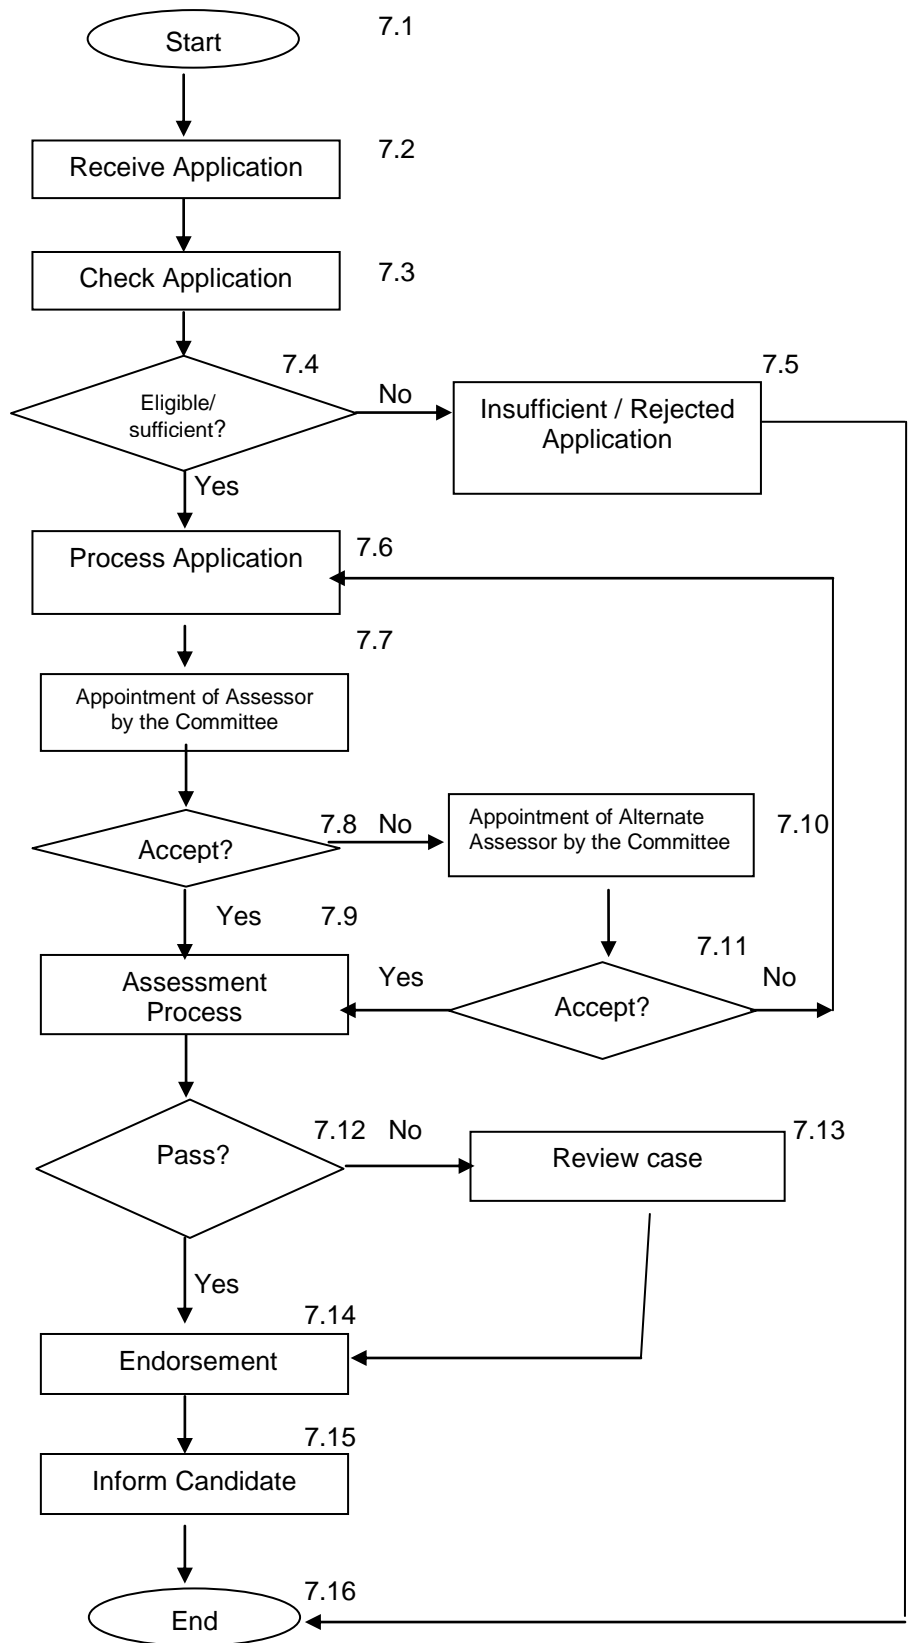 Start
7.1
Receive Application
7.2
Check Application
7.3
7.4
Eligible/
sufficient?
No
7.5
Insufficient / Rejected
Application
Yes
Process Application
7.6
7.7
Appointment of Assessor
by the Committee
Accept?
7.8 No
Appointment of Alternate
Assessor by the Committee
7.10
Yes
7.9
7.11
Assessment
Process
Yes
Accept?
No
Pass?
7.12 No
Review case
7.13
Yes
7.14
Endorsement
7.15
Inform Candidate
7.16
End